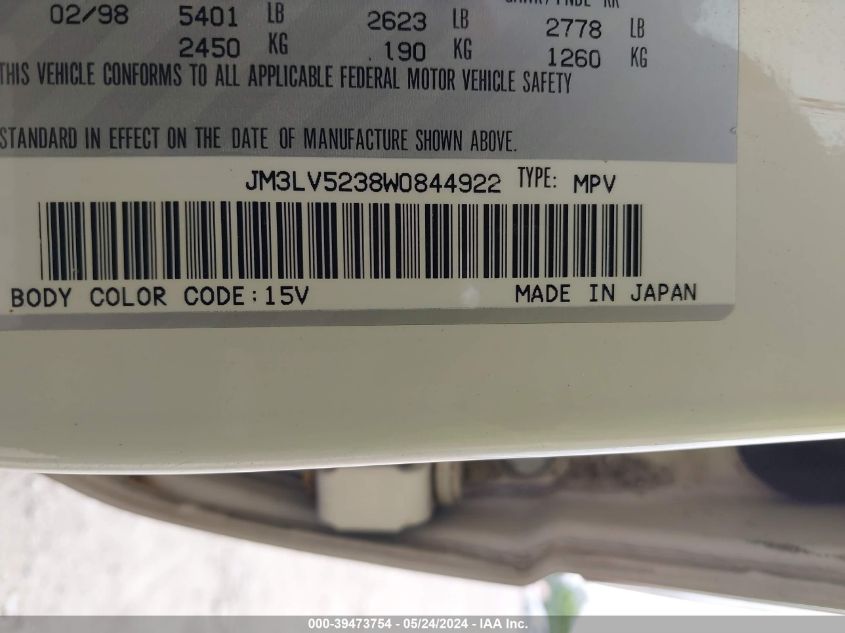 02/98 5401 LB 2623 LB 2778 LB
2450 KG 190 KG 1260 KG
THIS VEHICLE CONFORMS TO ALL APPLICABLE FEDERAL MOTOR VEHICLE SAFETY
STANDARD IN EFFECT ON THE DATE OF MANUFACTURE SHOWN ABOVE.
JM3LV5238W0844922 TYPE: MPV
BODY COLOR CODE:15V MADE IN JAPAN
000-39473754 - 05/24/2024 - IAA Inc.